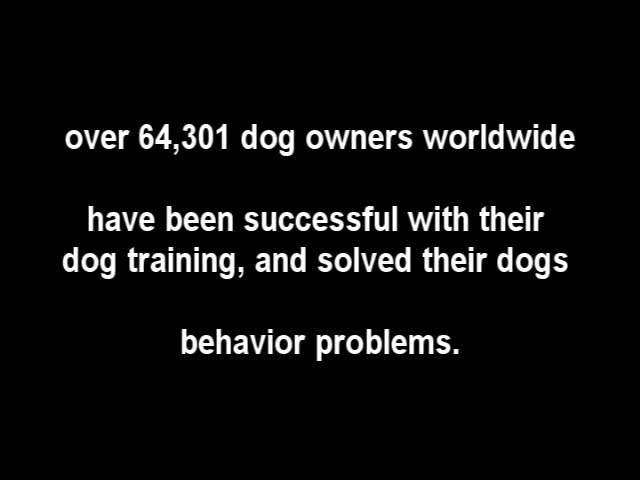 over 64,301 dog owners worldwide
have been successful with their
dog training, and solved their dogs
behavior problems.